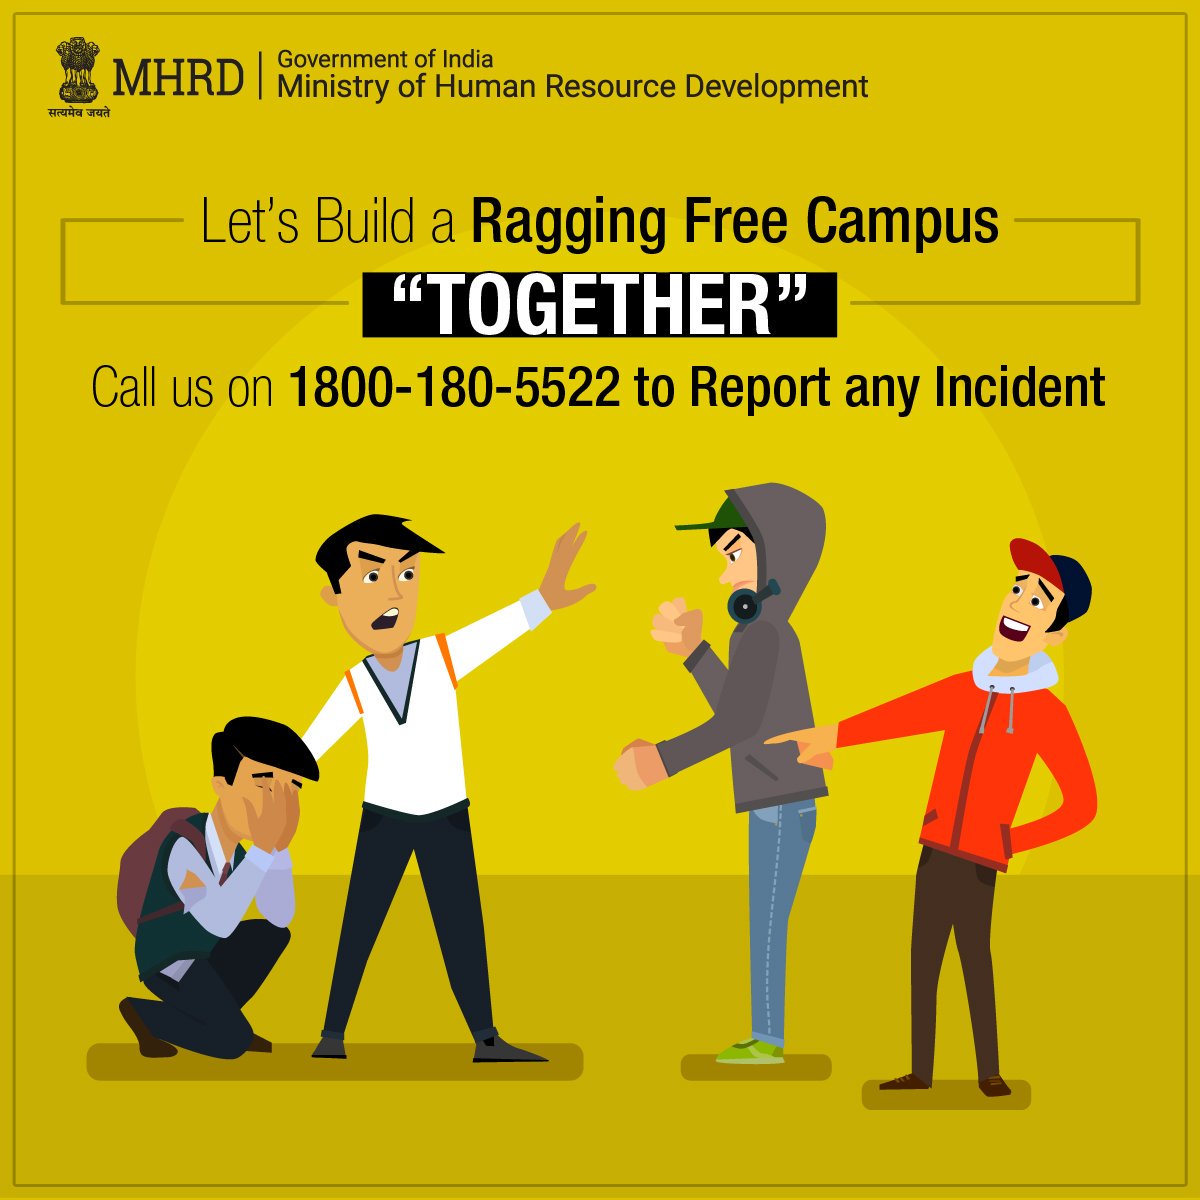 सत्यमेव जयते
MHRD
Government of India
Ministry of Human Resource Development
Let's Build a Ragging Free Campus
“TOGETHER”
Call us on 1800-180-5522 to Report any Incident